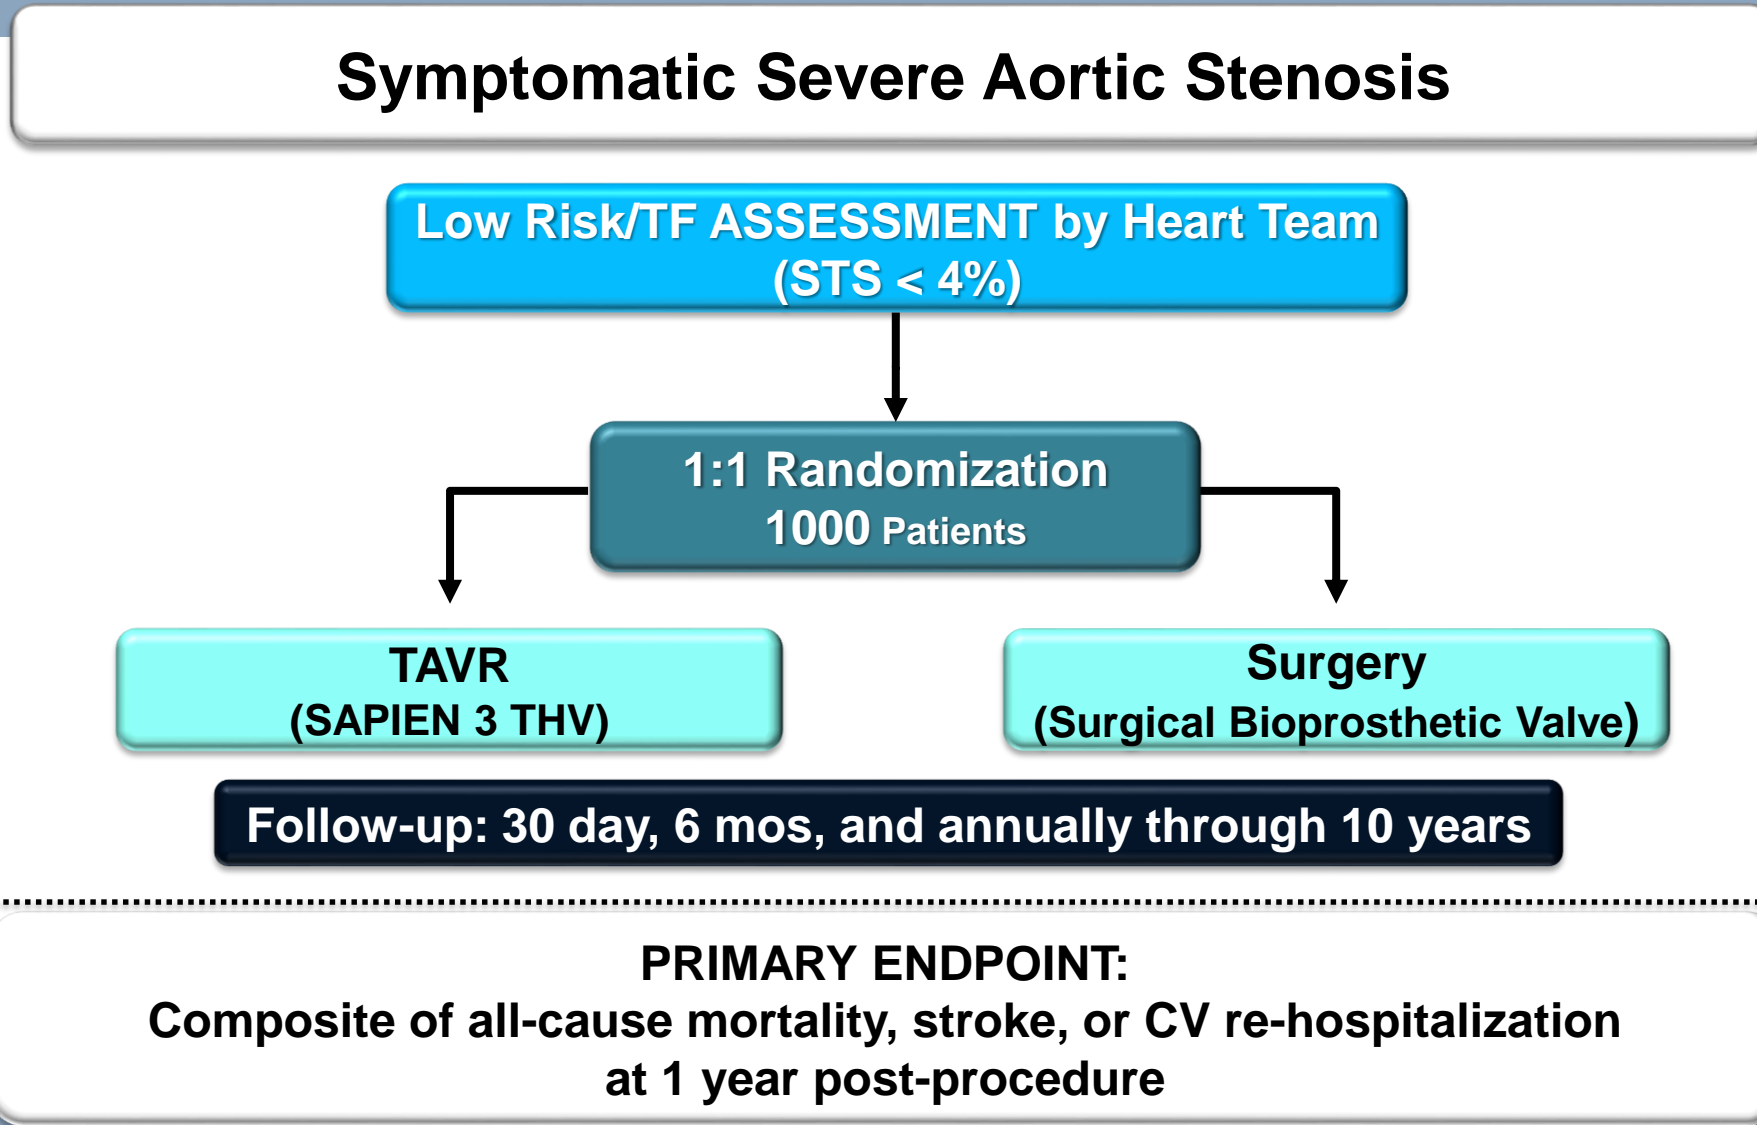 Symptomatic Severe Aortic Stenosis
Low Risk/TF ASSESSMENT by Heart Team
(STS < 4%)
1:1 Randomization
1000 Patients
TAVR
(SAPIEN 3 THV)
Surgery
(Surgical Bioprosthetic Valve)
Follow-up: 30 day, 6 mos, and annually through 10 years
PRIMARY ENDPOINT:
Composite of all-cause mortality, stroke, or CV re-hospitalization
at 1 year post-procedure